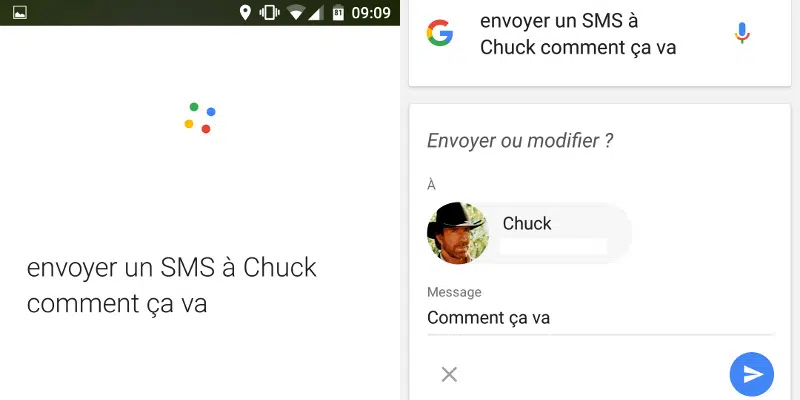 09:09
81
envoyer un SMS à Chuck
comment ça va
envoyer un SMS à
Chuck comment ça va
Envoyer ou modifier ?
À
Chuck
Message
Comment ça va